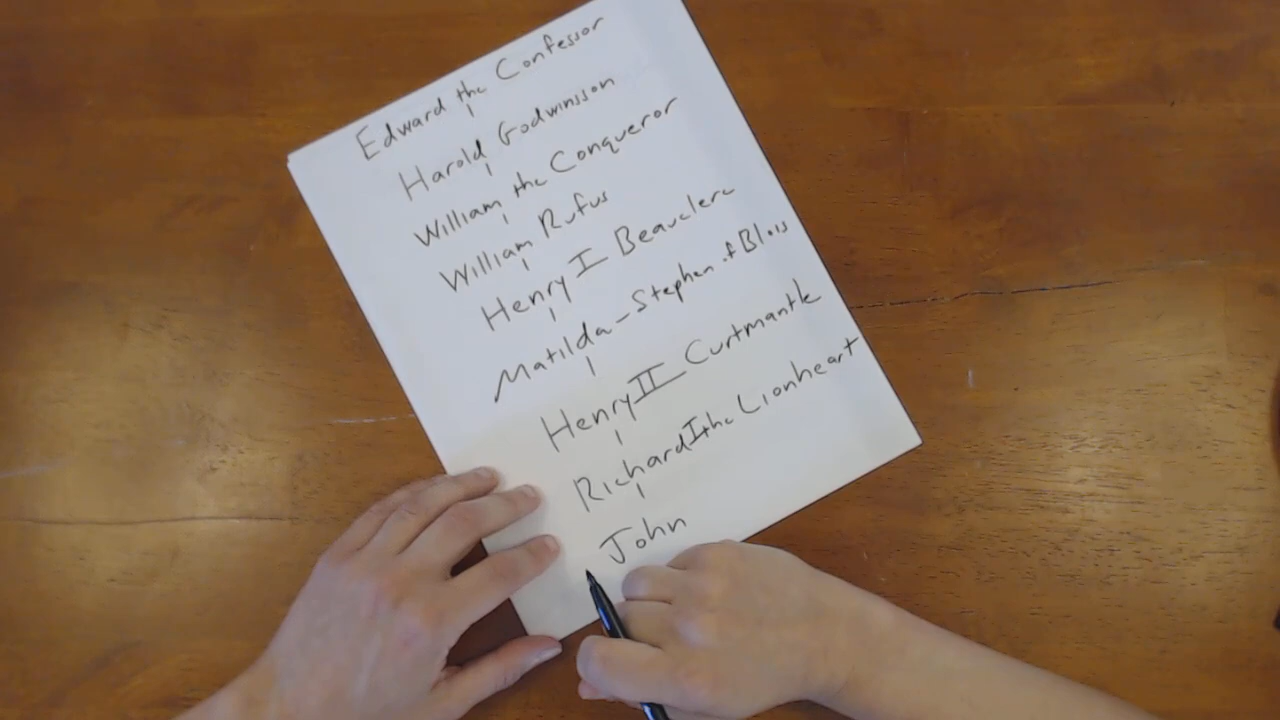 Edward the Confessor
Harold Godwinsson
William the Conqueror
William Rufus
Henry I Beauclerc
Matilda - Stephen of Blois
Henry II Curtmantle
Richard I the Lionheart
John